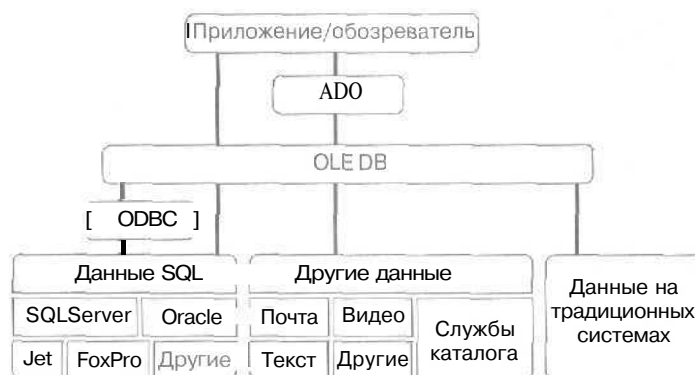 Приложение/обозреватель
ADO
OLE DB
[ ODBC ]
Данные SQL
Другие данные
Данные на
традиционных
системах
SQLServer
Oracle
Почта
Видео
Службы
каталога
Jet
FoxPro
Другие
Текст
Другие